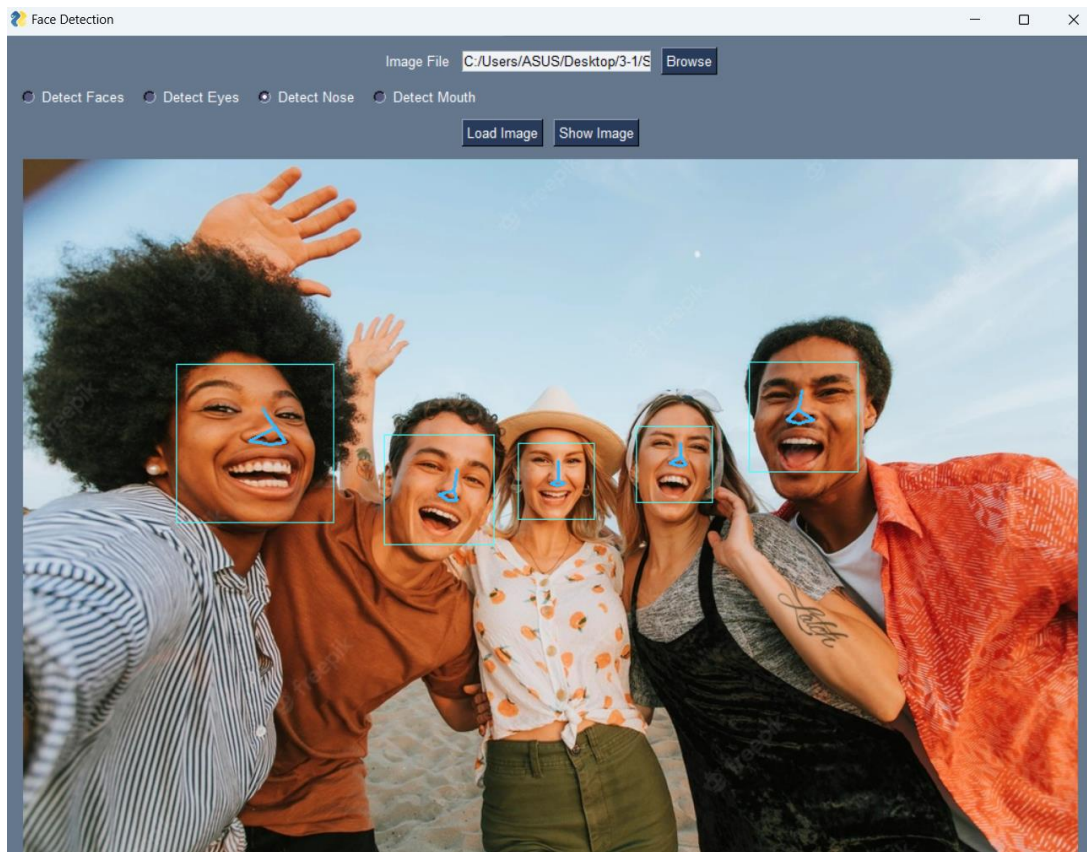 Face Detection
Image File C:/Users/ASUS/Desktop/3-1/S Browse
Detect Faces Detect Eyes Detect Nose Detect Mouth
Load Image Show Image
freepik